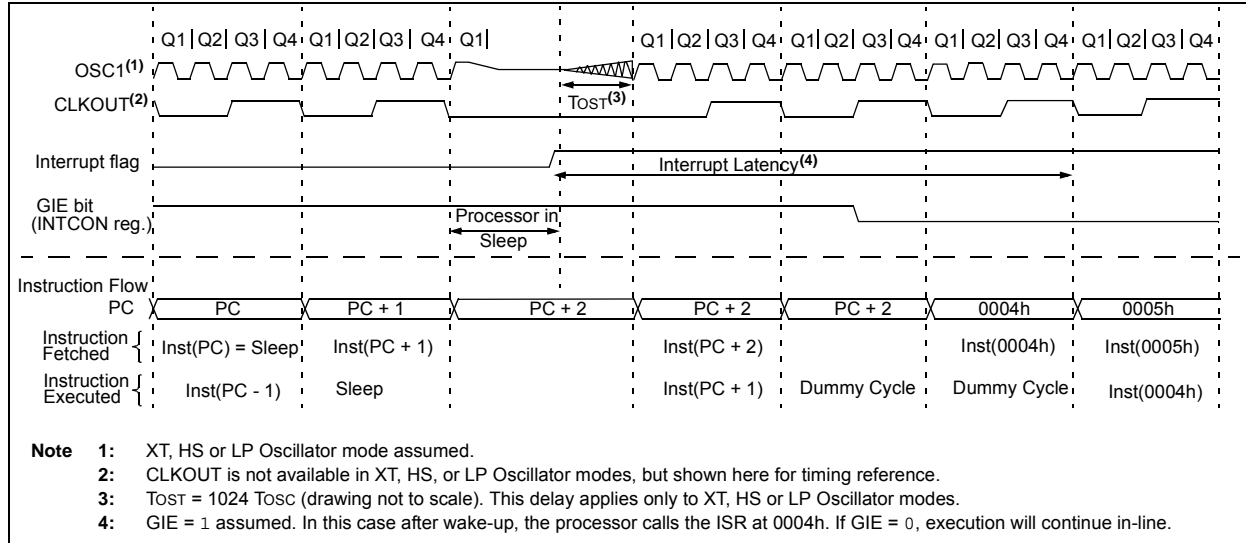 Q1 | Q2 | Q3 | Q4 Q1 | Q2 | Q3 | Q4 Q1 | Q1 | Q2 | Q3 | Q4 Q1 | Q2 | Q3 | Q4 Q1 | Q2 | Q3 | Q4 Q1 | Q2 | Q3 | Q4
OSC1(1)
CLKOUT(2)
TOST(3)
Interrupt flag
Interrupt Latency(4)
GIE bit
(INTCON reg.)
Processor in
Sleep
Instruction Flow
PC PC PC + 1 PC + 2 PC + 2 PC + 2 0004h 0005h
Instruction
Fetched
Inst(PC) = Sleep Inst(PC + 1) Inst(PC + 2) Inst(0004h) Inst(0005h)
Instruction
Executed
Inst(PC - 1) Sleep Inst(PC + 1) Dummy Cycle Dummy Cycle Inst(0004h)
Note 1: XT, HS or LP Oscillator mode assumed.
2: CLKOUT is not available in XT, HS, or LP Oscillator modes, but shown here for timing reference.
3: TOST = 1024 TOSC (drawing not to scale). This delay applies only to XT, HS or LP Oscillator modes.
4: GIE = 1 assumed. In this case after wake-up, the processor calls the ISR at 0004h. If GIE = 0, execution will continue in-line.